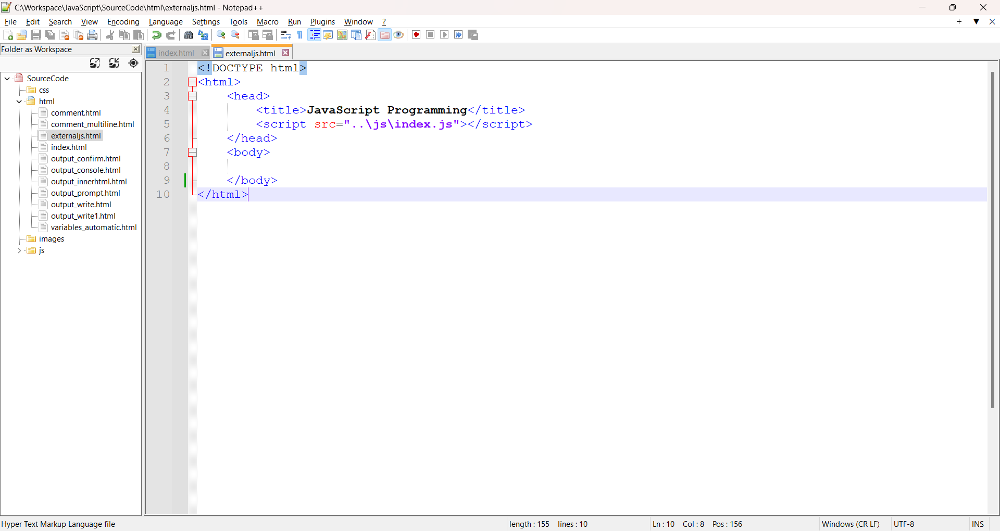 C:\Workspace\JavaScript\SourceCode\html\externaljs.html - Notepad++
File Edit Search View Encoding Language Settings Tools Macro Run Plugins Window ?
Folder as Workspace
index.html
externaljs.html
SourceCode
css
html
comment.html
comment_multiline.html
externaljs.html
index.html
output_confirm.html
output_console.html
output_innerhtml.html
output_prompt.html
output_write.html
output_write1.html
variables_automatic.html
images
js
1 <!DOCTYPE html>
2 <html>
3 <head>
4 <title>JavaScript Programming</title>
5 <script src="..\js\index.js"></script>
6 </head>
7 <body>
8
9 </body>
10 </html>
Hyper Text Markup Language file length : 155 lines : 10 Ln : 10 Col : 8 Pos : 156 Windows (CR LF) UTF-8 INS